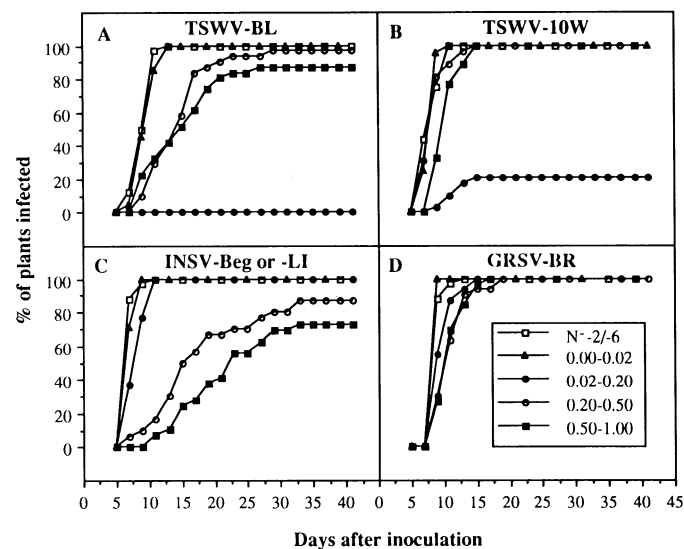 A
TSWV-BL
B
TSWV-10W
100
80
60
40
20
0
% of plants infected
C
INSV-Beg or -LI
D
GRSV-BR
100
80
60
40
20
0
N⁻-2/-6
0.00-0.02
0.02-0.20
0.20-0.50
0.50-1.00
0 5 10 15 20 25 30 35 40 0 5 10 15 20 25 30 35 40 45
Days after inoculation